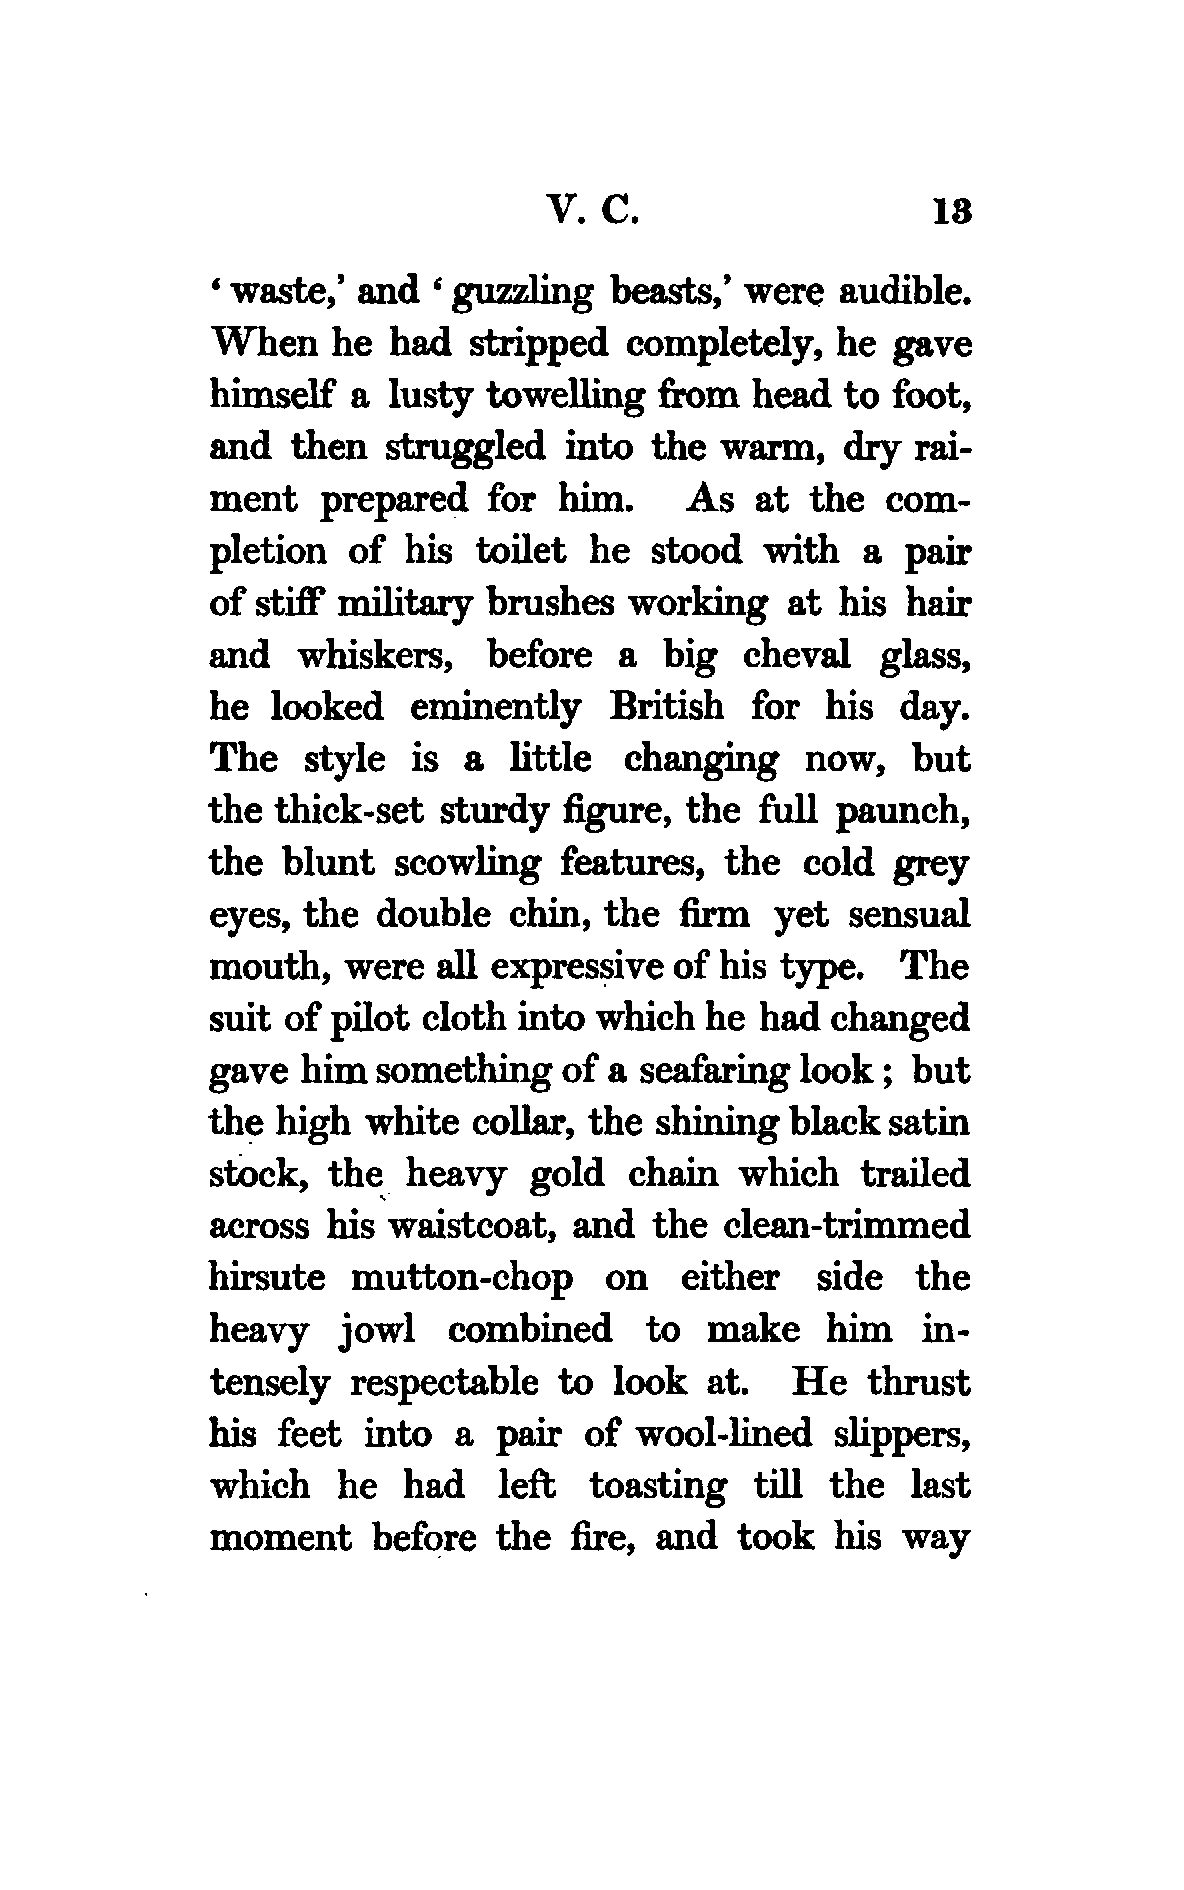 V. C. 13
‘ waste,’ and ‘ guzzling beasts,’ were audible.
When he had stripped completely, he gave
himself a lusty towelling from head to foot,
and then struggled into the warm, dry rai-
ment prepared for him. As at the com-
pletion of his toilet he stood with a pair
of stiff military brushes working at his hair
and whiskers, before a big cheval glass,
he looked eminently British for his day.
The style is a little changing now, but
the thick-set sturdy figure, the full paunch,
the blunt scowling features, the cold grey
eyes, the double chin, the firm yet sensual
mouth, were all expressive of his type. The
suit of pilot cloth into which he had changed
gave him something of a seafaring look ; but
the high white collar, the shining black satin
stock, the heavy gold chain which trailed
across his waistcoat, and the clean-trimmed
hirsute mutton-chop on either side the
heavy jowl combined to make him in-
tensely respectable to look at. He thrust
his feet into a pair of wool-lined slippers,
which he had left toasting till the last
moment before the fire, and took his way